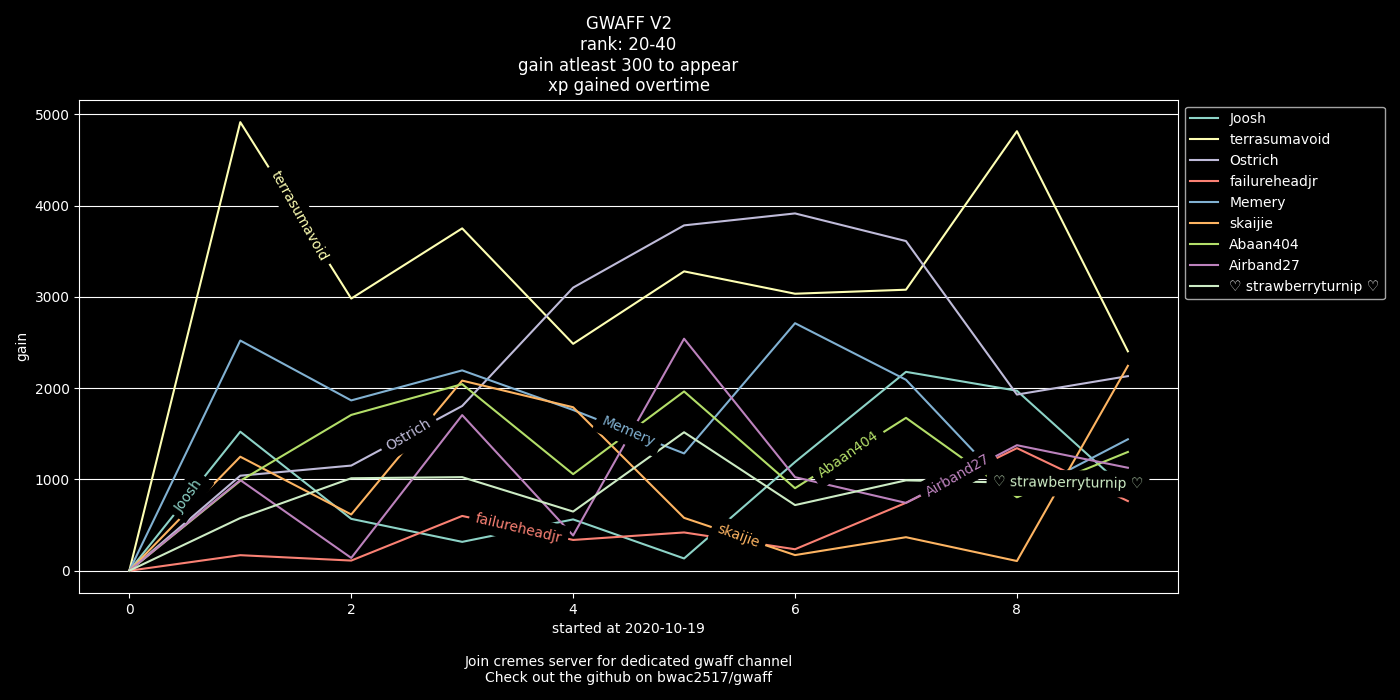 GWAFF V2
rank: 20-40
gain atleast 300 to appear
xp gained overtime
5000
4000
3000
2000
1000
0
gain
terrasumavoid
Ostrich
Memery
Joosh
failureheadjr
skaijie
Abaan404
Airband27
♡ strawberryturnip ♡
Joosh
terrasumavoid
Ostrich
failureheadjr
Memery
skaijie
Abaan404
Airband27
♡ strawberryturnip ♡
0 2 4 6 8
started at 2020-10-19
Join cremes server for dedicated gwaff channel
Check out the github on bwac2517/gwaff